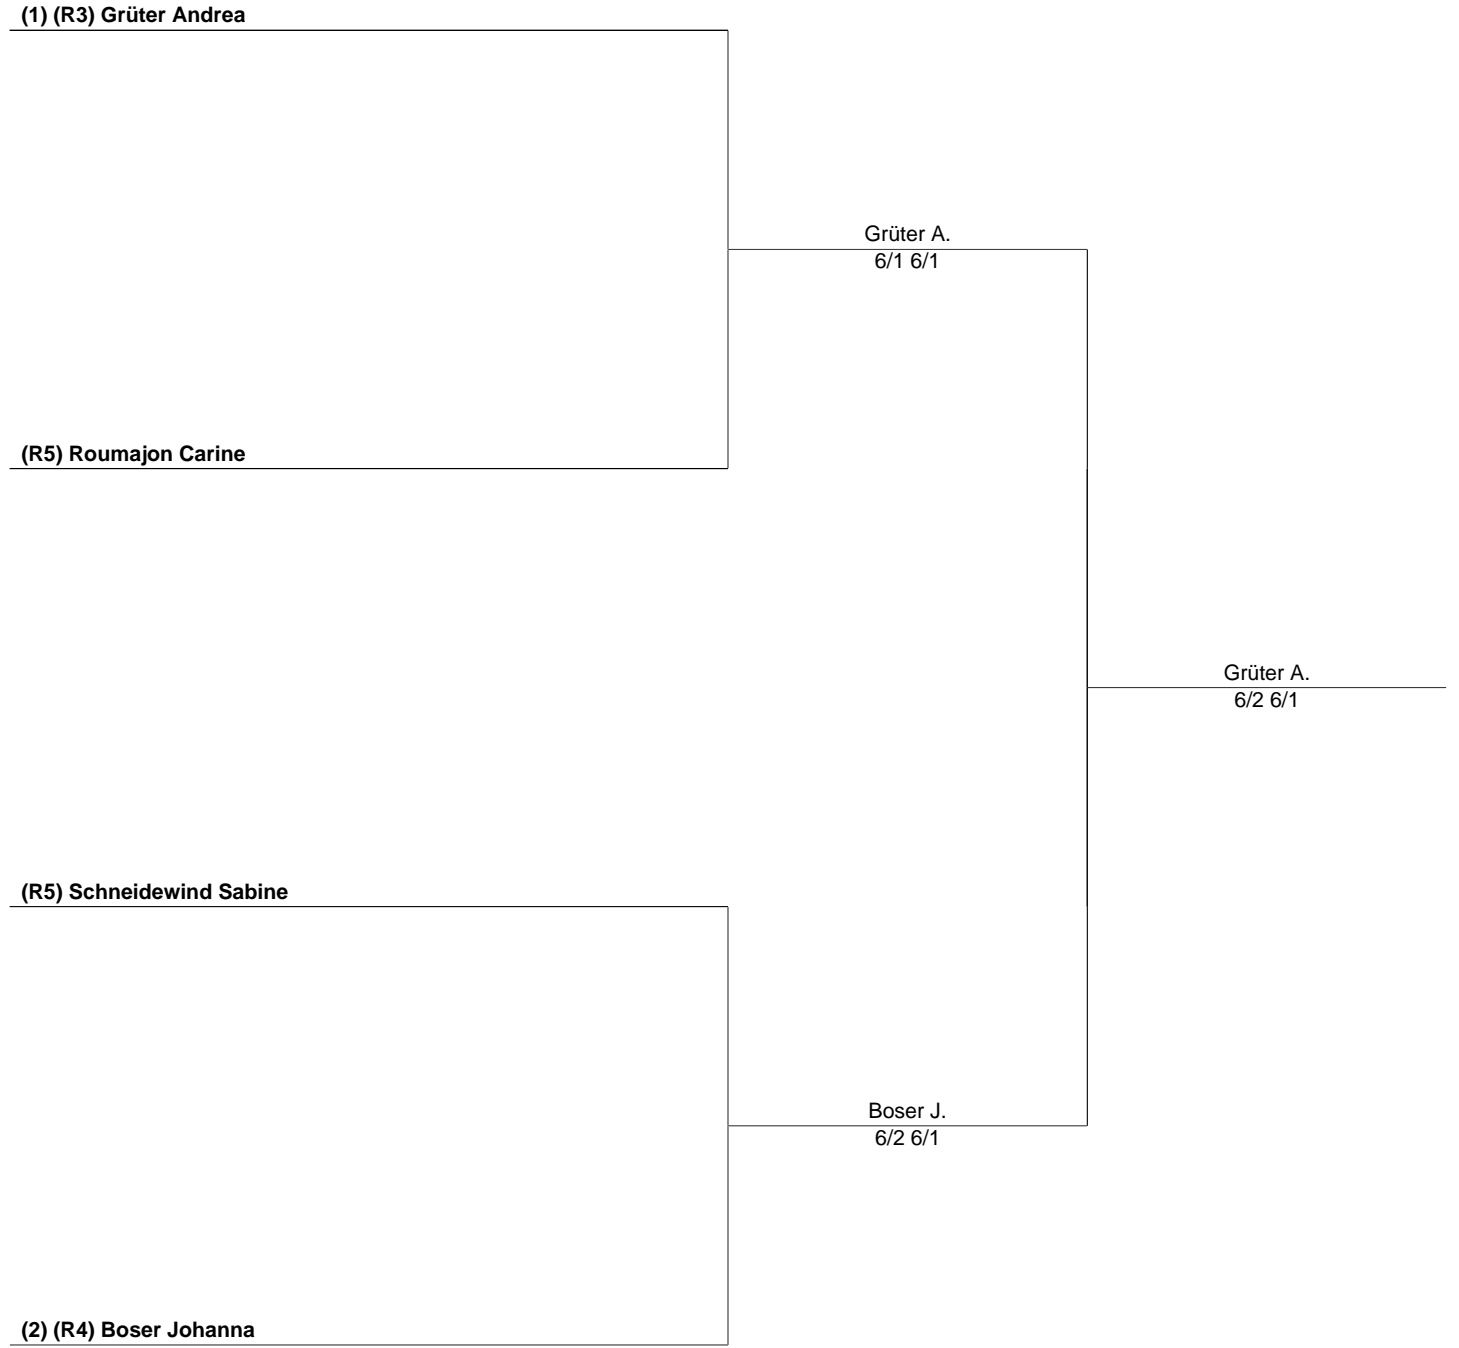 (1) (R3) Grüter Andrea
Grüter A.
6/1 6/1
(R5) Roumajon Carine
Grüter A.
6/2 6/1
(R5) Schneidewind Sabine
Boser J.
6/2 6/1
(2) (R4) Boser Johanna